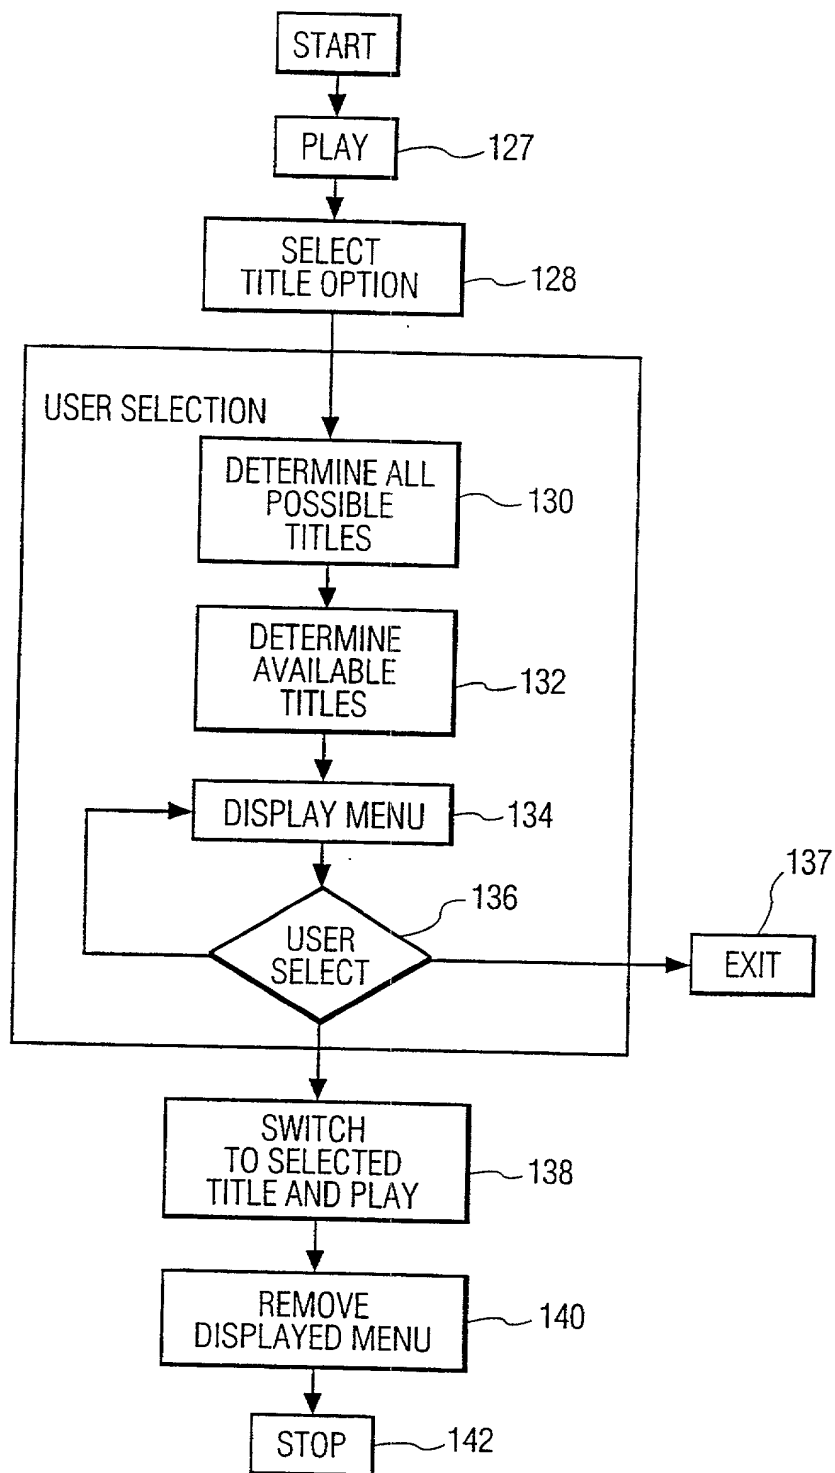 START
PLAY
127
SELECT
TITLE OPTION
128
USER SELECTION
DETERMINE ALL
POSSIBLE
TITLES
130
DETERMINE
AVAILABLE
TITLES
132
DISPLAY MENU
134
136
USER
SELECT
137
EXIT
SWITCH
TO SELECTED
TITLE AND PLAY
138
REMOVE
DISPLAYED MENU
140
STOP
142